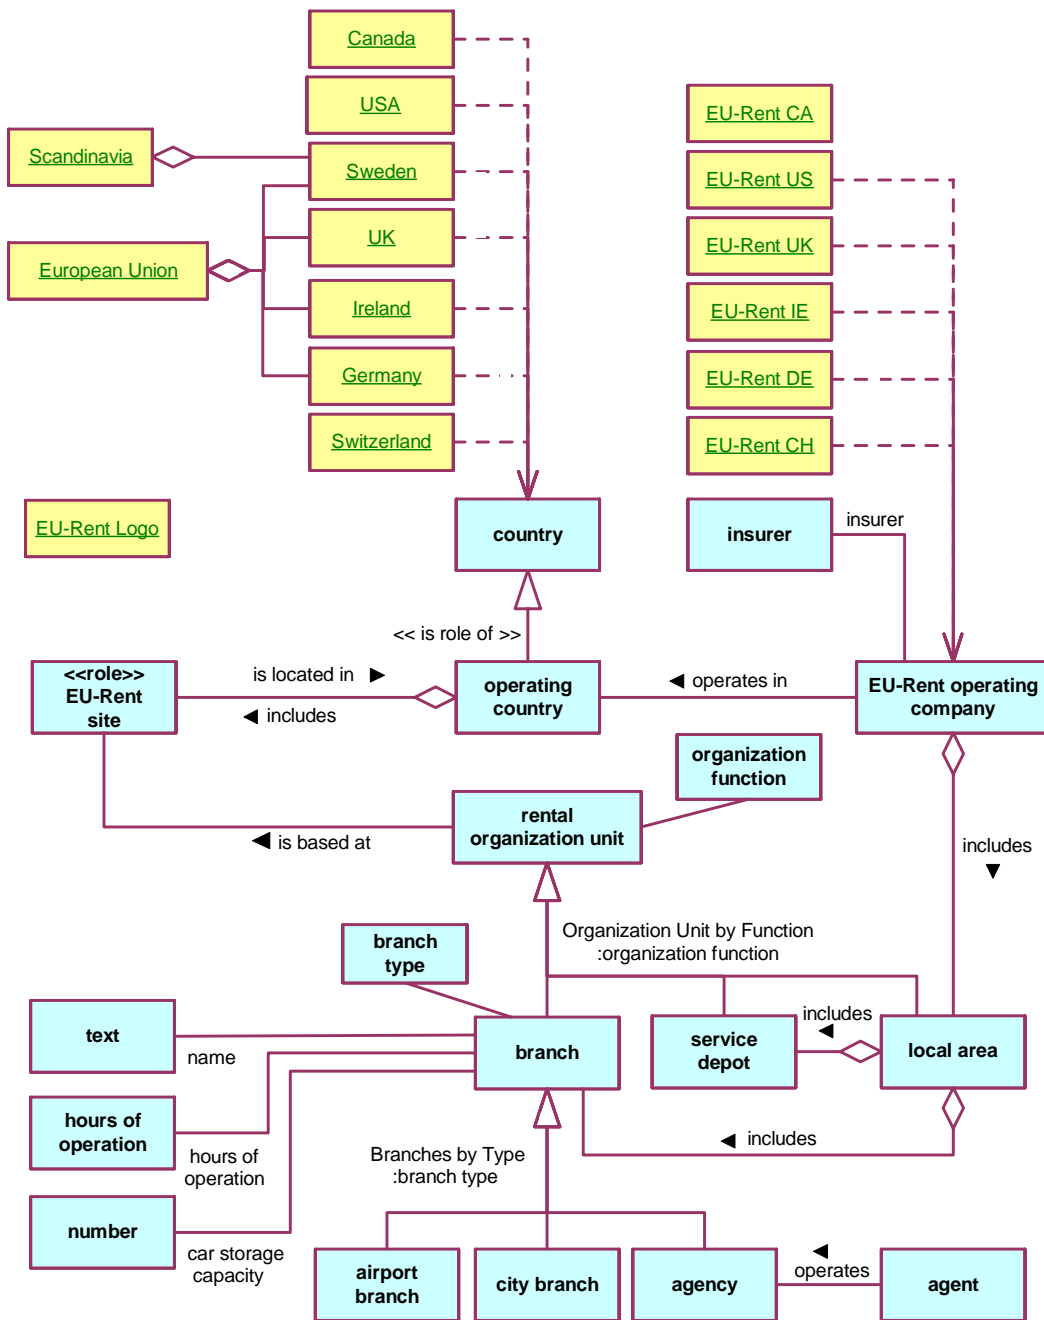 Canada
USA
EU-Rent CA
Scandinavia
Sweden
EU-Rent US
UK
EU-Rent UK
European Union
Ireland
EU-Rent IE
Germany
EU-Rent DE
Switzerland
EU-Rent CH
EU-Rent Logo
country
insurer
insurer
<< is role of >>
<<role>>
EU-Rent
site
is located in ►
◄ includes
operating
country
◄ operates in
EU-Rent operating
company
organization
function
rental
organization unit
◄ is based at
includes
▼
Organization Unit by Function
:organization function
branch
type
text
name
branch
service
depot
includes
◄
local area
hours of
operation
hours of
operation
◄ includes
Branches by Type
:branch type
number
car storage
capacity
airport
branch
city branch
agency
◄
operates
agent